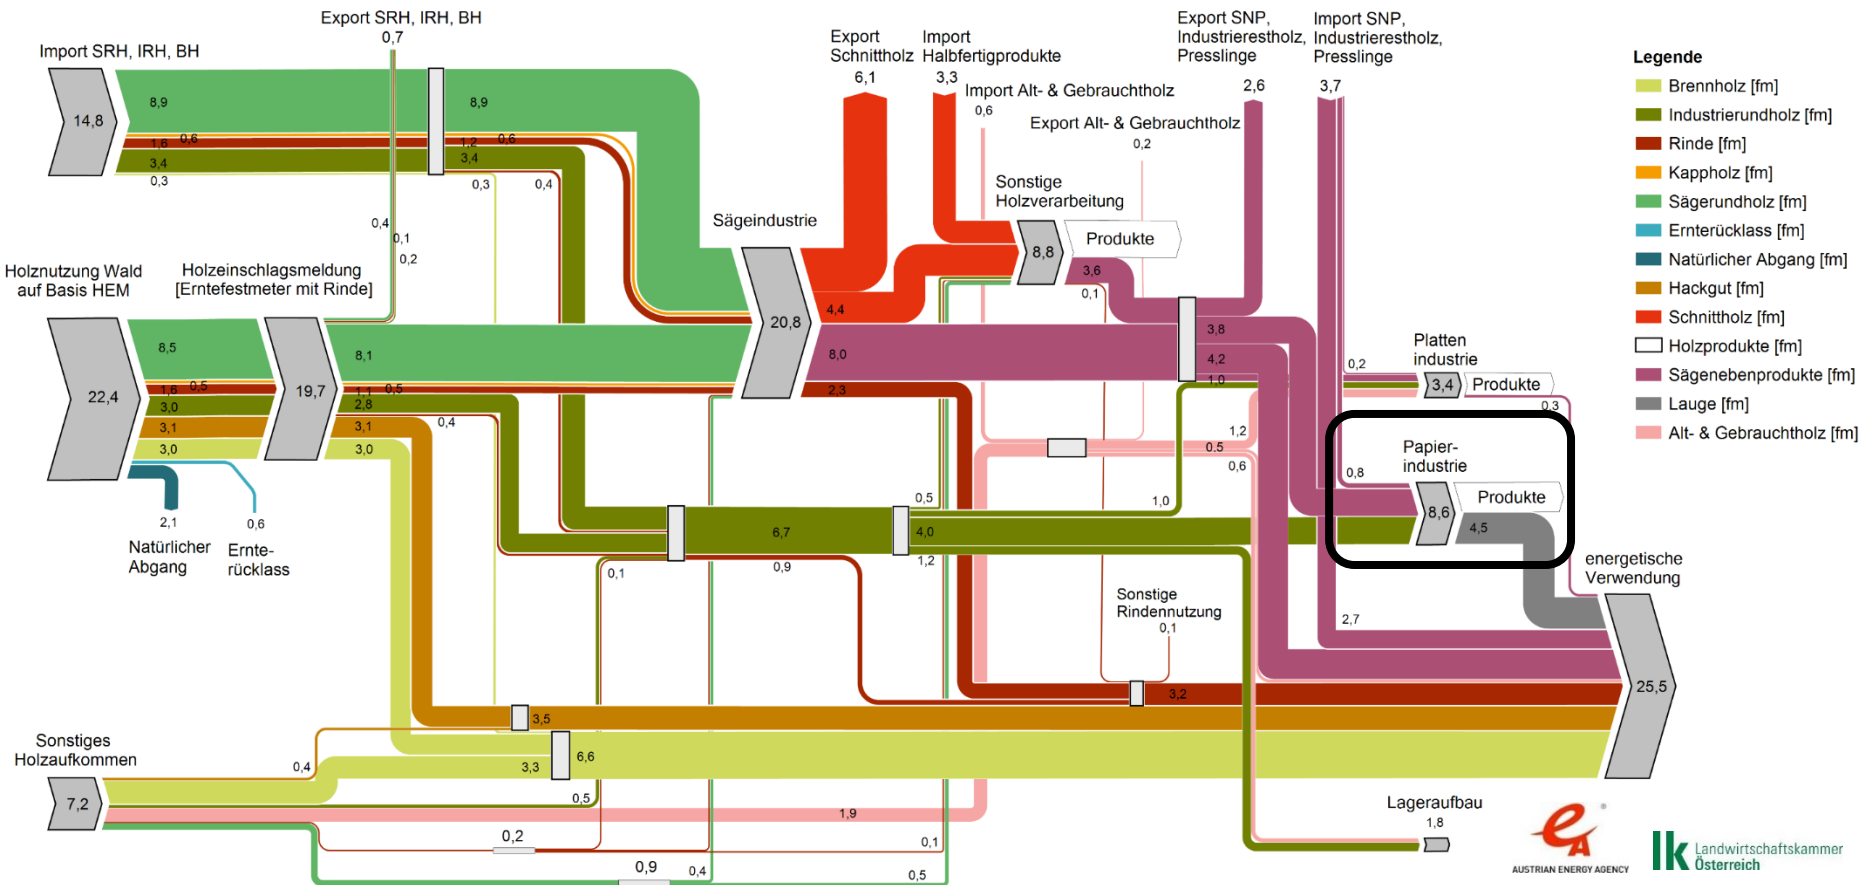 Import SRH, IRH, BH
14,8
8,9
1,6
0,6
3,4
0,3
Export SRH, IRH, BH
0,7
8,9
1,2
0,6
3,4
0,3
0,4
0,4
0,1
0,2
Holznutzung Wald
auf Basis HEM
22,4
8,5
1,6
0,5
3,0
3,1
3,0
2,1
Natürlicher
Abgang
0,6
Ernte-
rücklass
Holzeinschlagsmeldung
[Erntefestmeter mit Rinde]
19,7
8,1
1,1
0,5
2,8
0,4
3,1
3,0
Sägeindustrie
20,8
4,4
8,0
2,3
Export
Schnittholz
6,1
Import
Halbfertigprodukte
3,3
Import Alt- & Gebrauchtholz
0,6
Export Alt- & Gebrauchtholz
0,2
Sonstige
Holzverarbeitung
8,8
Produkte
3,6
0,1
Export SNP,
Industrierestholz,
Presslinge
2,6
Import SNP,
Industrierestholz,
Presslinge
3,7
3,8
4,2
1,0
1,2
0.5
0,6
0,2
Platten
industrie
3,4
Produkte
0,3
0,8
Papier-
industrie
8,6
Produkte
4,5
6,7
0,5
4,0
1,2
1,0
0,1
0,9
Sonstige
Rindennutzung
0,1
3,2
2,7
energetische
Verwendung
25,5
3,5
6,6
3,3
0,4
Sonstiges
Holzaufkommen
7,2
0,5
1,9
0,2
0,1
0,9
0,4
0,5
Lageraufbau
1,8
Legende
Brennholz [fm]
Industrierundholz [fm]
Rinde [fm]
Kappholz [fm]
Sägerundholz [fm]
Ernterücklass [fm]
Natürlicher Abgang [fm]
Hackgut [fm]
Schnittholz [fm]
Holzprodukte [fm]
Sägenebenprodukte [fm]
Lauge [fm]
Alt- & Gebrauchtholz [fm]
eA ®
AUSTRIAN ENERGY AGENCY
lk Landwirtschaftskammer
Österreich